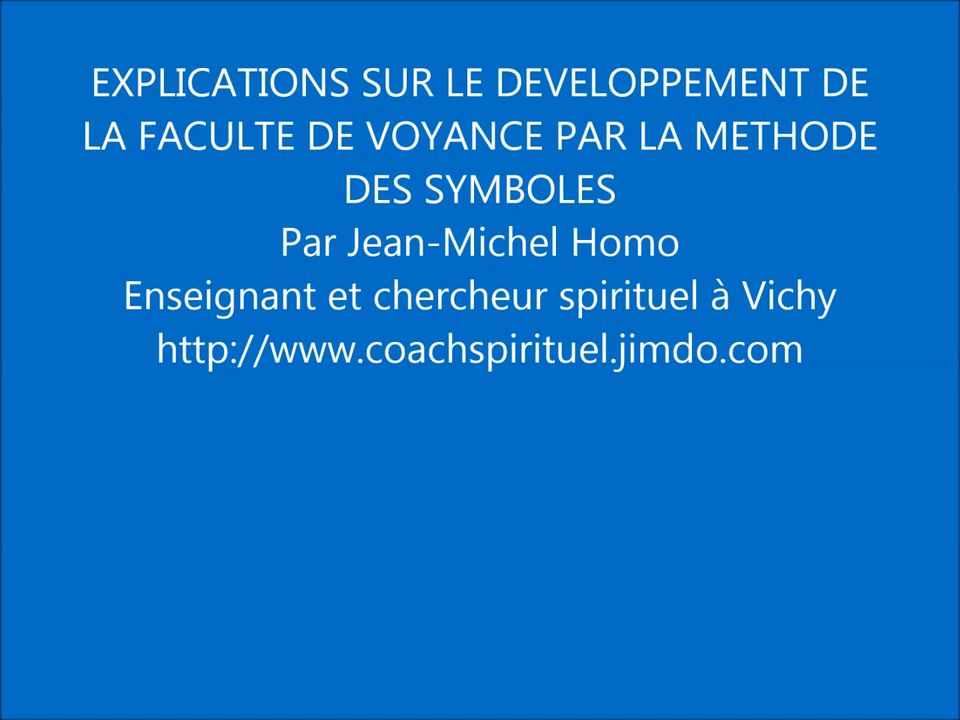 EXPLICATIONS SUR LE DEVELOPPEMENT DE
LA FACULTE DE VOYANCE PAR LA METHODE
DES SYMBOLES
Par Jean-Michel Homo
Enseignant et chercheur spirituel à Vichy
http://www.coachspirituel.jimdo.com